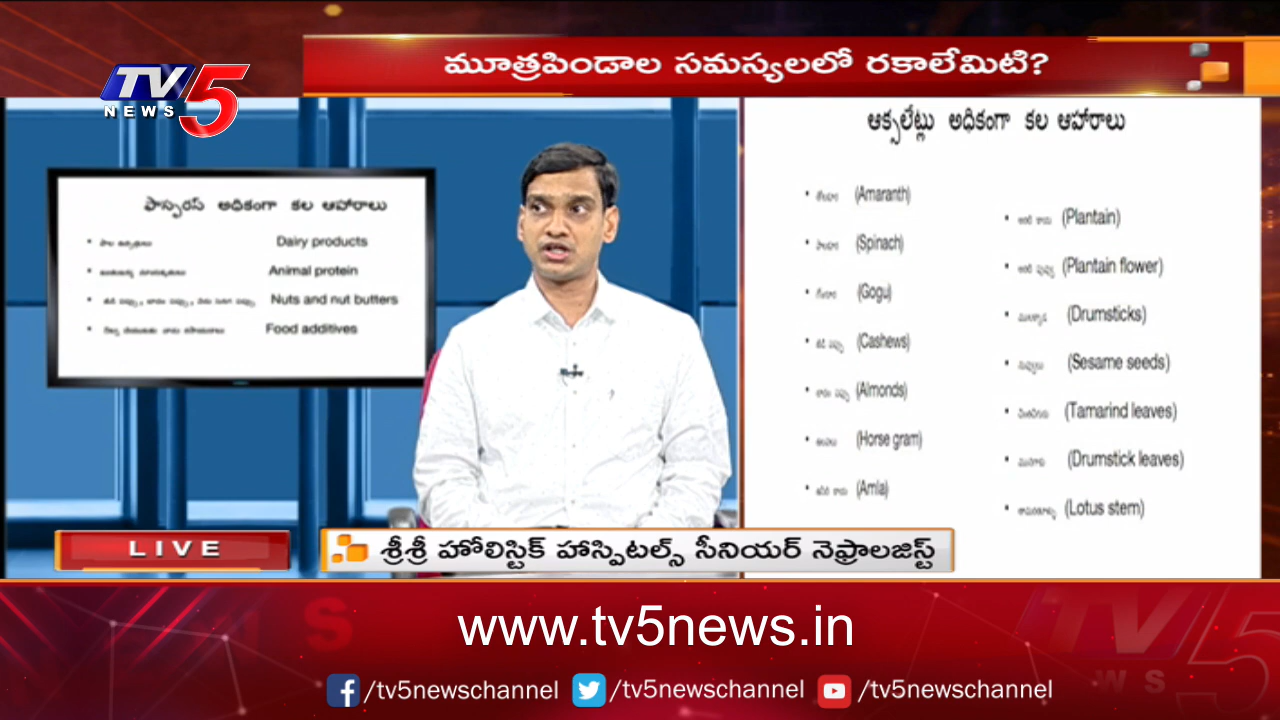 మూత్రపిండాల సమస్యలలో రకాలేమిటి?
TV5
NEWS
ఫాస్ఫరస్ అధికంగా కల ఆహారాలు
Dairy products
Animal protein
Nuts and nut butters
Food additives
ఆక్సలేట్లు అధికంగా కల ఆహారాలు
(Amaranth)
(Spinach)
(Gogu)
(Cashews)
(Almonds)
(Horse gram)
(Amla)
(Plantain)
(Plantain flower)
(Drumsticks)
(Sesame seeds)
(Tamarind leaves)
(Drumstick leaves)
(Lotus stem)
LIVE
శ్రీశ్రీ హోలిస్టిక్ హాస్పిటల్స్ సీనియర్ నెఫ్రాలజిస్ట్
www.tv5news.in
/tv5newschannel /tv5newschannel /tv5newschannel